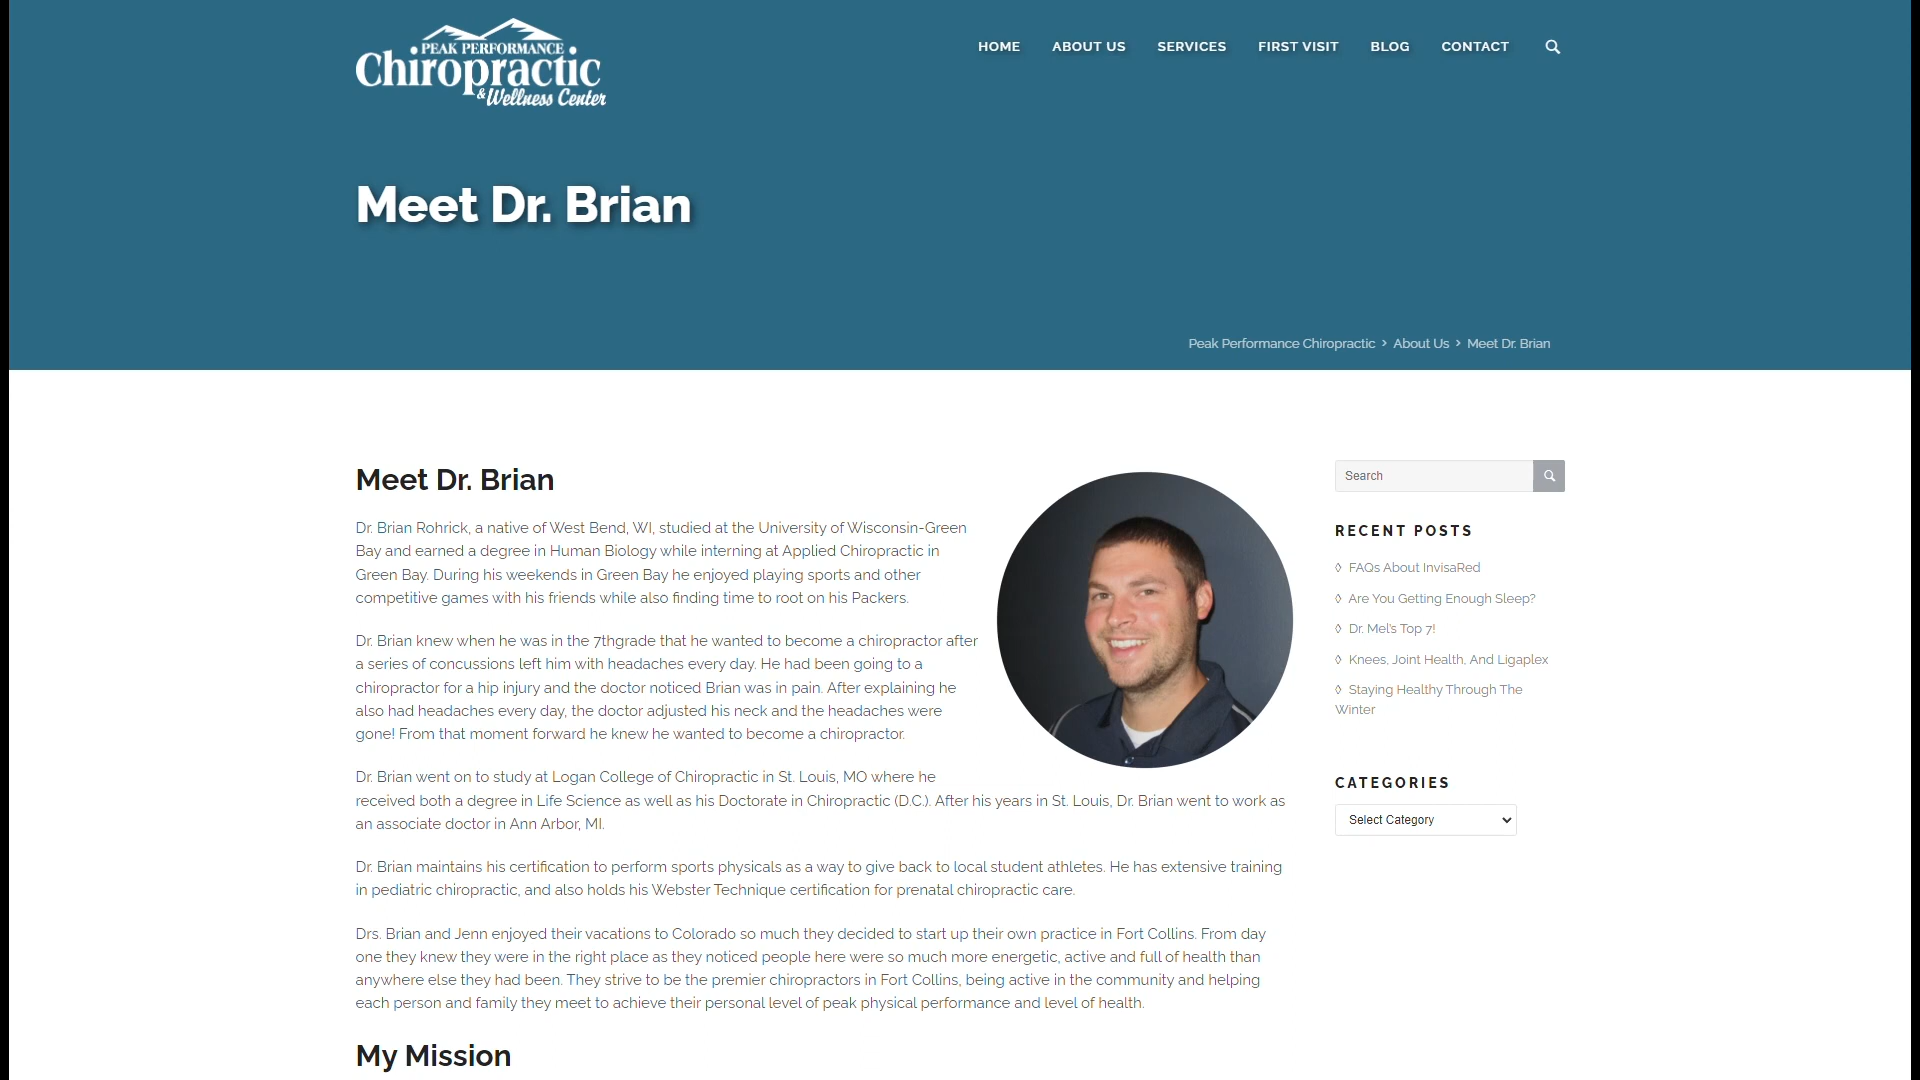 PEAK PERFORMANCE
Chiropractic
& Wellness Center
HOME ABOUT US SERVICES FIRST VISIT BLOG CONTACT
Meet Dr. Brian
Peak Performance Chiropractic > About Us > Meet Dr. Brian
Meet Dr. Brian
Dr. Brian Rohrick, a native of West Bend, WI, studied at the University of Wisconsin-Green
Bay and earned a degree in Human Biology while interning at Applied Chiropractic in
Green Bay. During his weekends in Green Bay he enjoyed playing sports and other
competitive games with his friends while also finding time to root on his Packers.
Dr. Brian knew when he was in the 7thgrade that he wanted to become a chiropractor after
a series of concussions left him with headaches every day. He had been going to a
chiropractor for a hip injury and the doctor noticed Brian was in pain. After explaining he
also had headaches every day, the doctor adjusted his neck and the headaches were
gone! From that moment forward he knew he wanted to become a chiropractor.
Dr. Brian went on to study at Logan College of Chiropractic in St. Louis, MO where he
received both a degree in Life Science as well as his Doctorate in Chiropractic (D.C.). After his years in St. Louis, Dr. Brian went to work as
an associate doctor in Ann Arbor, MI.
Dr. Brian maintains his certification to perform sports physicals as a way to give back to local student athletes. He has extensive training
in pediatric chiropractic, and also holds his Webster Technique certification for prenatal chiropractic care.
Drs. Brian and Jenn enjoyed their vacations to Colorado so much they decided to start up their own practice in Fort Collins. From day
one they knew they were in the right place as they noticed people here were so much more energetic, active and full of health than
anywhere else they had been. They strive to be the premier chiropractors in Fort Collins, being active in the community and helping
each person and family they meet to achieve their personal level of peak physical performance and level of health.
My Mission
Search
RECENT POSTS
◊ FAQs About InvisaRed
◊ Are You Getting Enough Sleep?
◊ Dr. Mel's Top 7!
◊ Knees, Joint Health, And Ligaplex
◊ Staying Healthy Through The
Winter
CATEGORIES
Select Category